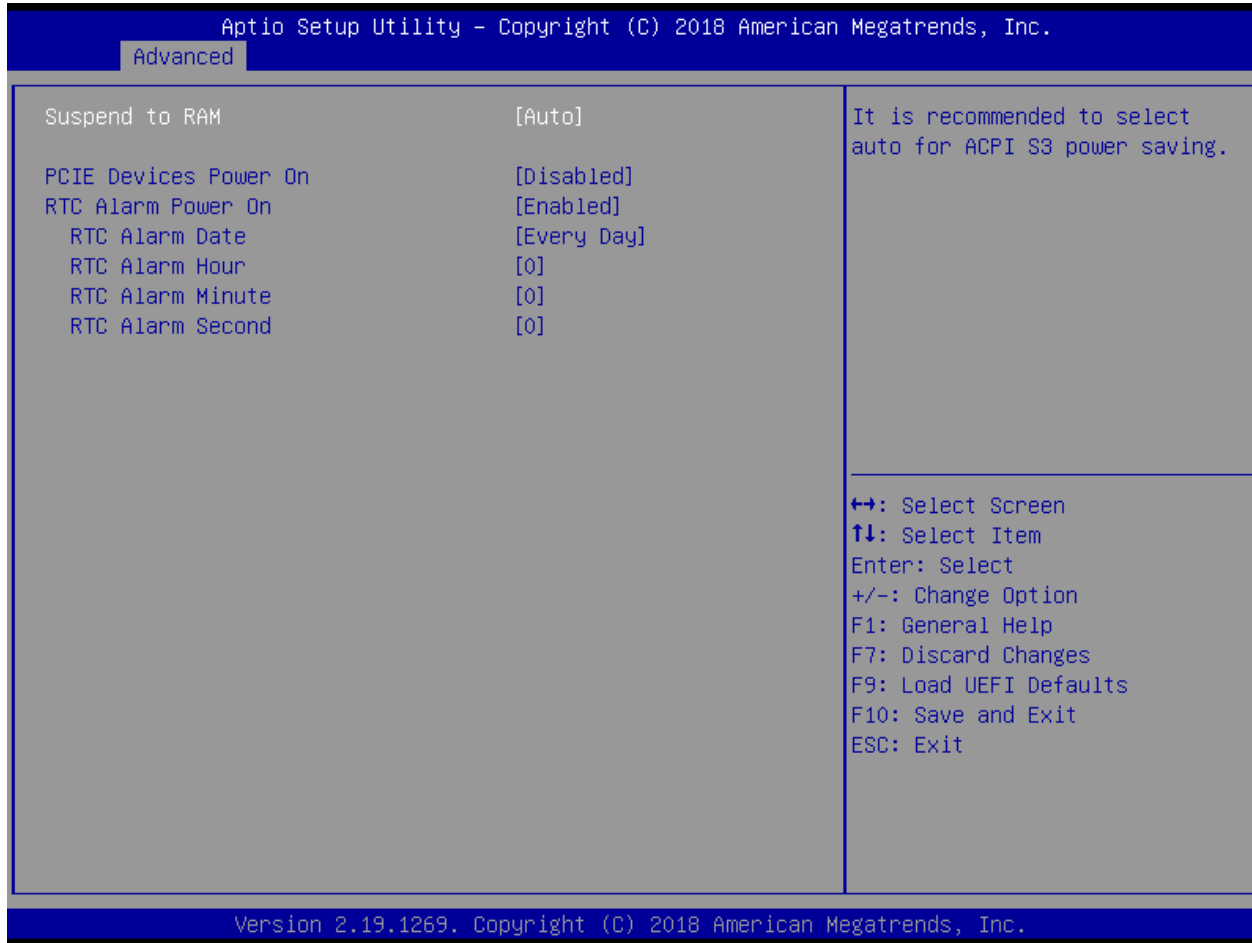 Aptio Setup Utility – Copyright (C) 2018 American Megatrends, Inc.
Advanced
Suspend to RAM [Auto]
PCIE Devices Power On [Disabled]
RTC Alarm Power On [Enabled]
RTC Alarm Date [Every Day]
RTC Alarm Hour [0]
RTC Alarm Minute [0]
RTC Alarm Second [0]
It is recommended to select
auto for ACPI S3 power saving.
↔: Select Screen
↑↓: Select Item
Enter: Select
+/-: Change Option
F1: General Help
F7: Discard Changes
F9: Load UEFI Defaults
F10: Save and Exit
ESC: Exit
Version 2.19.1269. Copyright (C) 2018 American Megatrends, Inc.